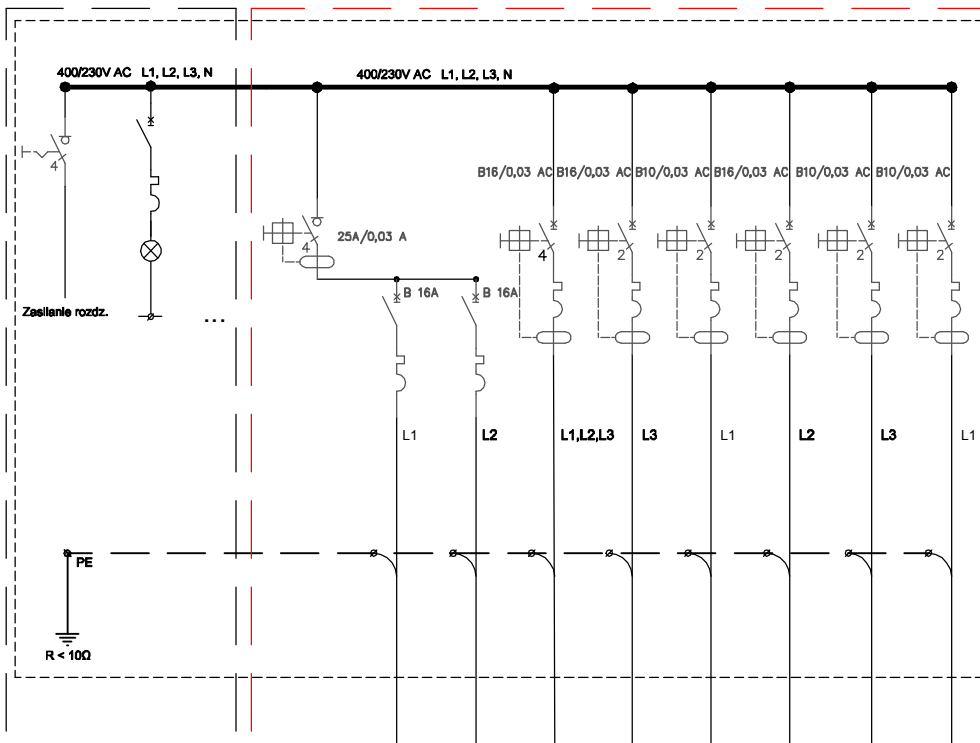 400/230V AC L1, L2, L3, N
400/230V AC L1, L2, L3, N
4
B16/0,03 AC
B16/0,03 AC
B10/0,03 AC
B16/0,03 AC
B10/0,03 AC
B10/0,03 AC
4
25A/0,03 A
4
2
2
2
2
2
B 16A
B 16A
Zasilanie rozdz.
...
L1
L2
L1,L2,L3
L3
L1
L2
L3
L1
PE
R < 10Ω